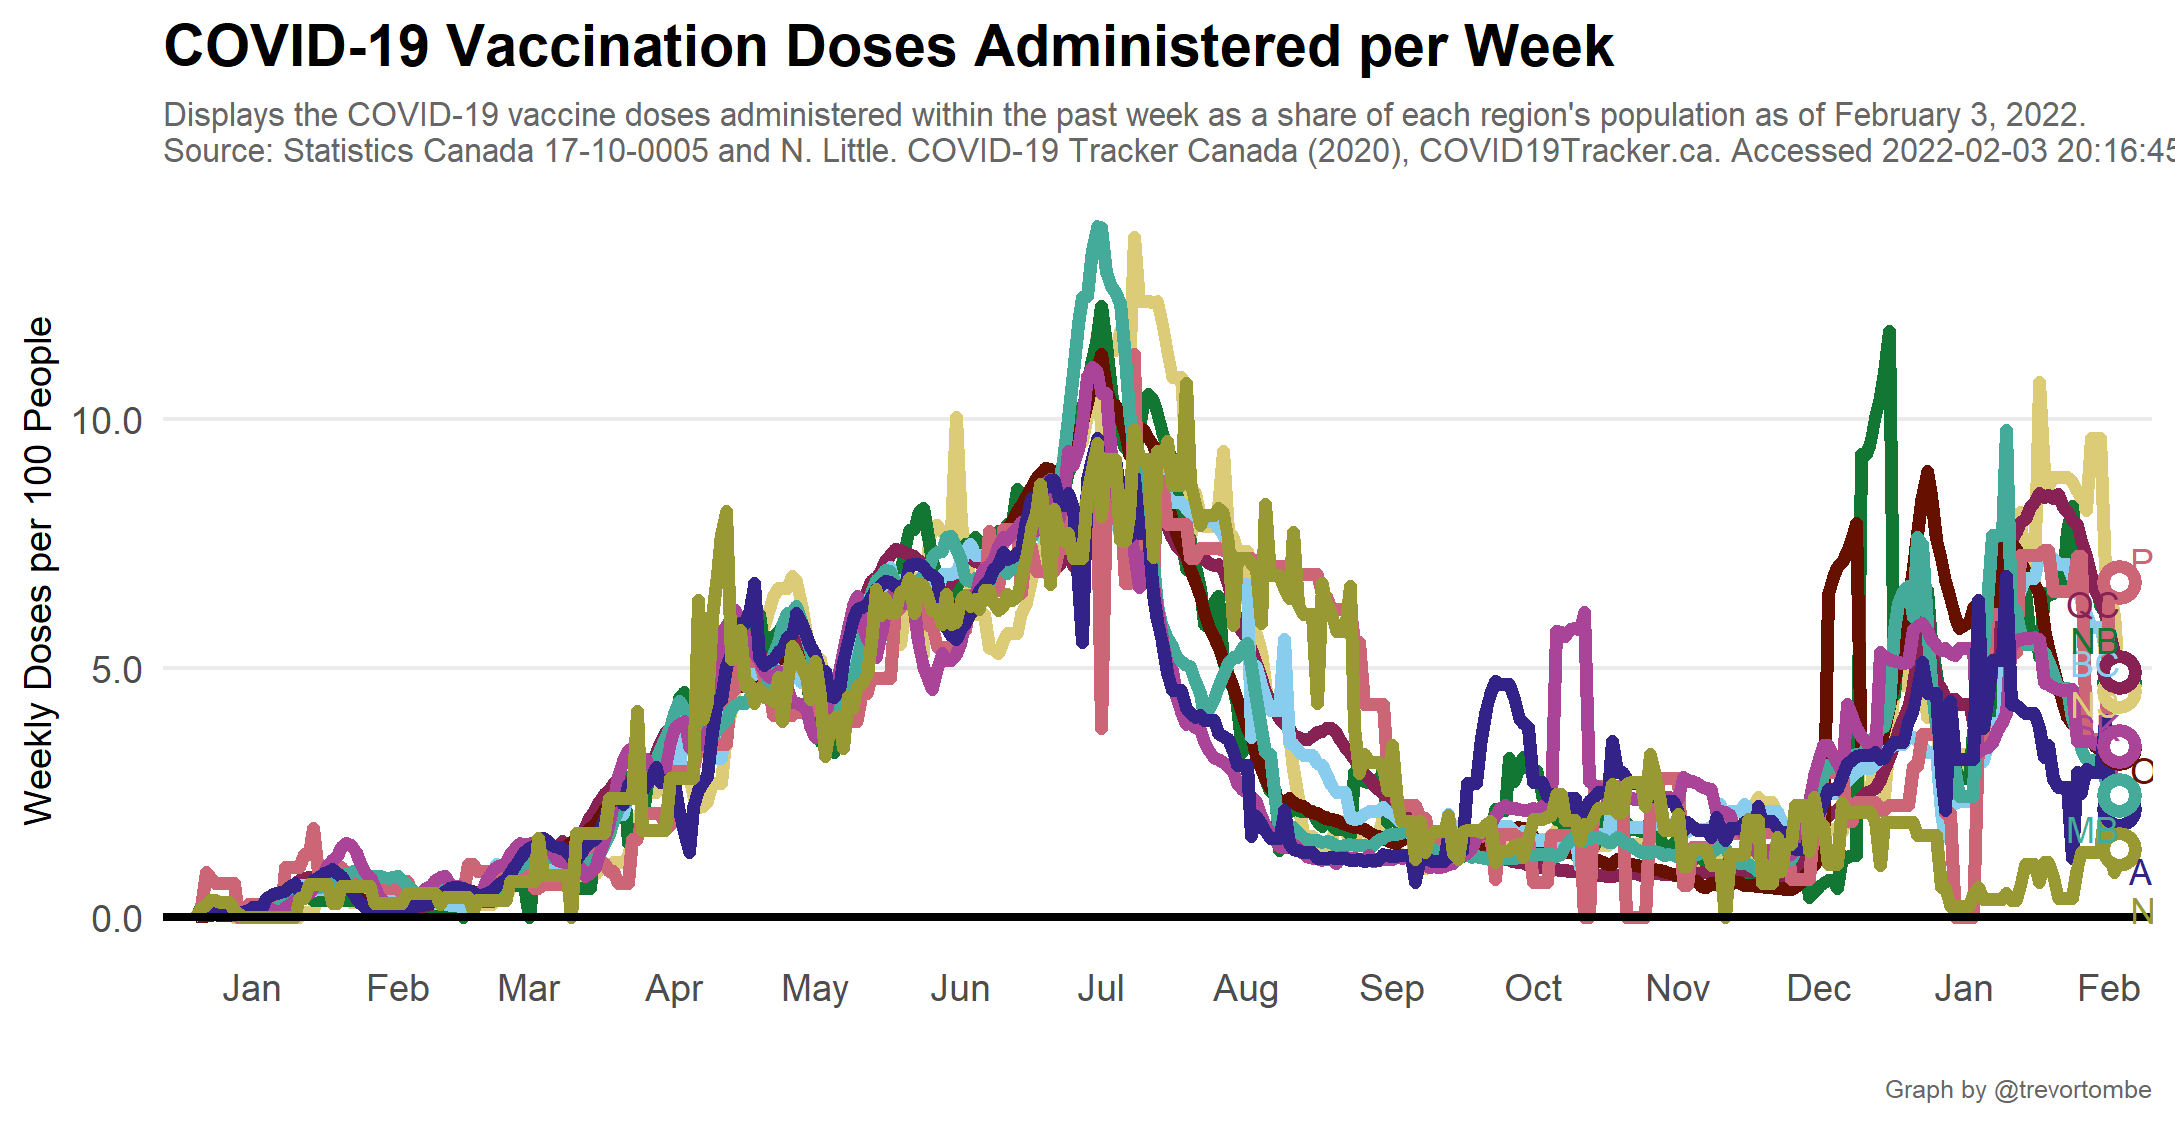 COVID-19 Vaccination Doses Administered per Week
Displays the COVID-19 vaccine doses administered within the past week as a share of each region's population as of February 3, 2022.
Source: Statistics Canada 17-10-0005 and N. Little. COVID-19 Tracker Canada (2020), COVID19Tracker.ca. Accessed 2022-02-03 20:16:45
Weekly Doses per 100 People
10.0
5.0
0.0
P
QC
NB
BC
NS
O
MB
A
N
Jan Feb Mar Apr May Jun Jul Aug Sep Oct Nov Dec Jan Feb
Graph by @trevortombe